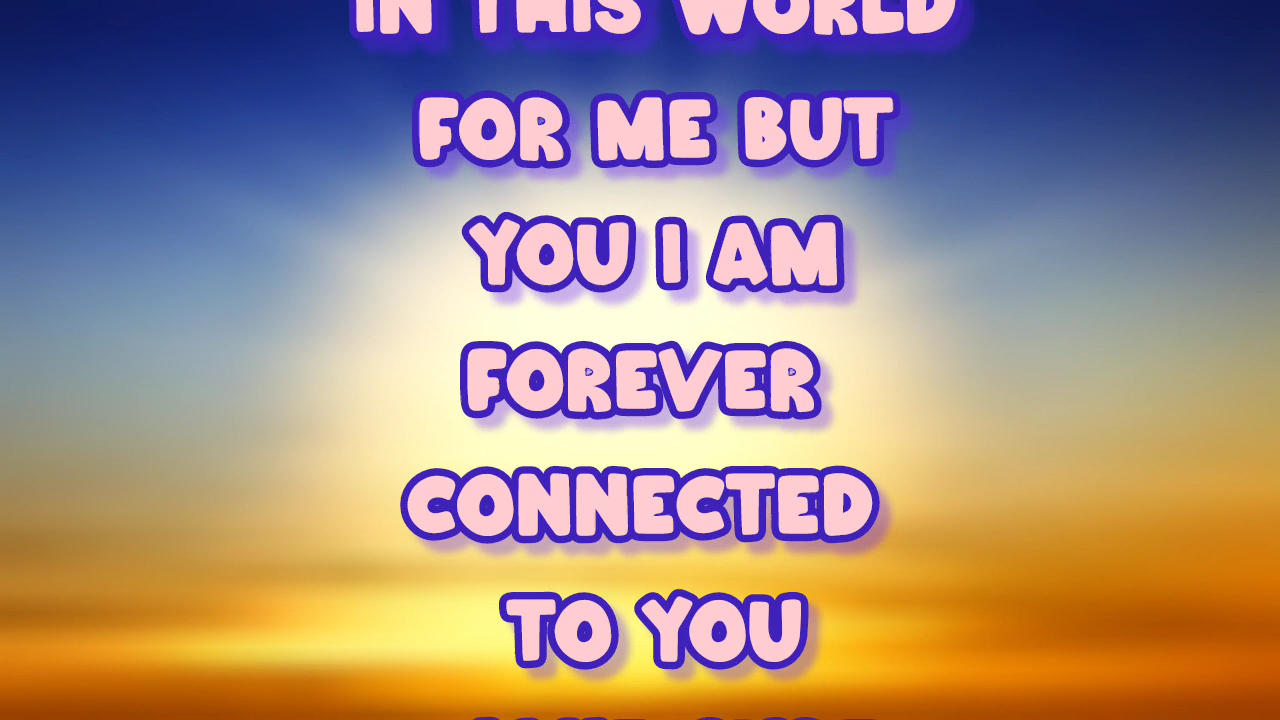 IN THIS WORLD
FOR ME BUT
YOU I AM
FOREVER
CONNECTED
TO YOU